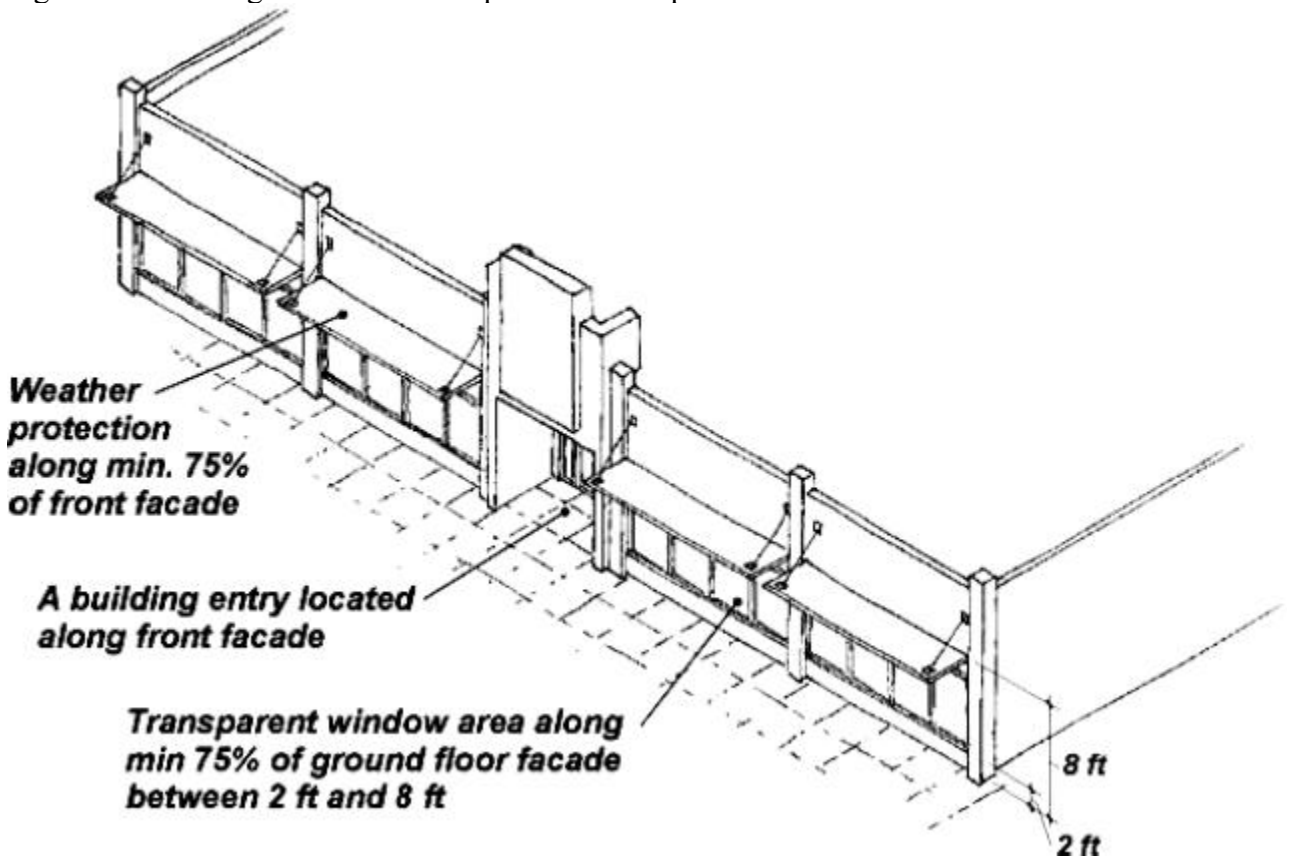 Weather
protection
along min. 75%
of front facade
A building entry located
along front facade
Transparent window area along
min 75% of ground floor facade
between 2 ft and 8 ft
8 ft
2 ft